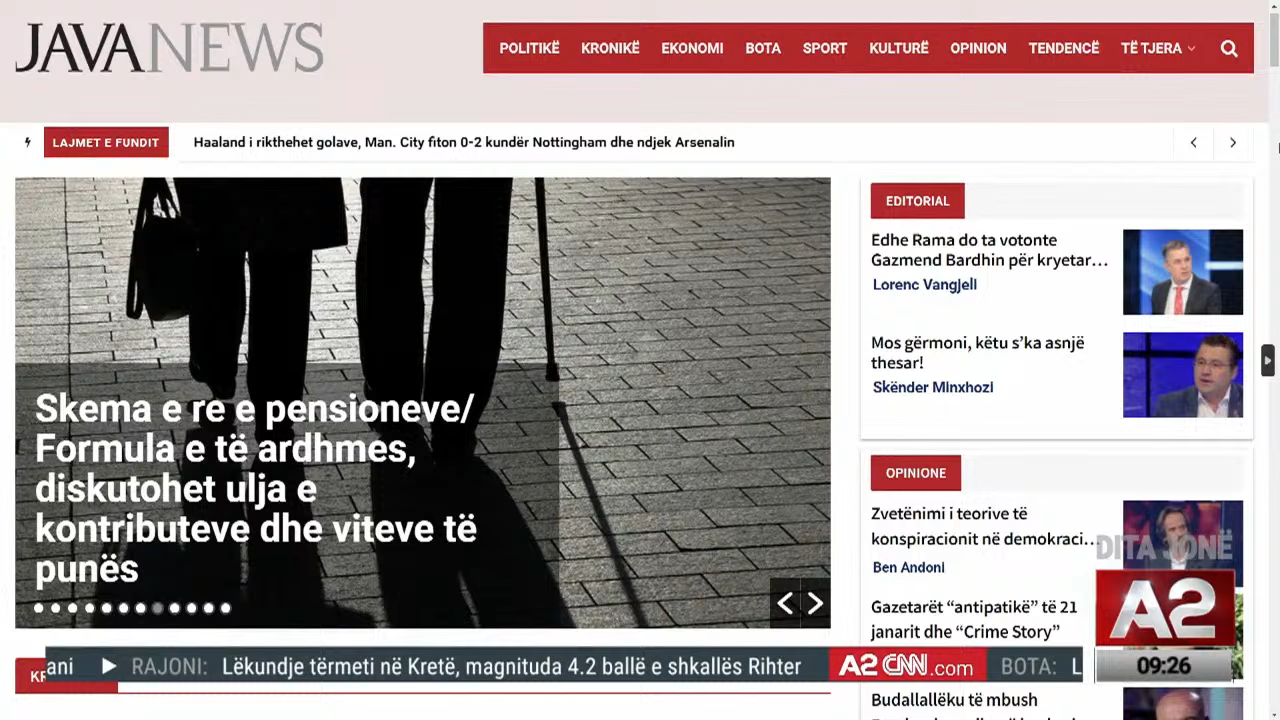 JAVANEWS
POLITIKË KRONIKË EKONOMI BOTA SPORT KULTURË OPINION TENDENCË TË TJERA
LAJMET E FUNDIT
Haaland i rikthehet golave, Man. City fiton 0-2 kundër Nottingham dhe ndjek Arsenalin
Skema e re e pensioneve/
Formula e të ardhmes,
diskutohet ulja e
kontributeve dhe viteve të
punës
EDITORIAL
Edhe Rama do ta votonte
Gazmend Bardhin për kryetar…
Lorenc Vangjeli
Mos gërmoni, këtu s’ka asnjë
thesar!
Skënder Minxhozi
OPINIONE
Zvetënimi i teorive të
konspiracionit në demokraci…
Ben Andoni
Gazetarët “antipatikë” të 21
janarit dhe “Crime Story”
Budallallëku të mbush
DITA JONË
A2
09:26
ani RAJONI: Lëkundje tërmeti në Kretë, magnituda 4.2 ballë e shkallës Rihter A2 CNN.com BOTA: L